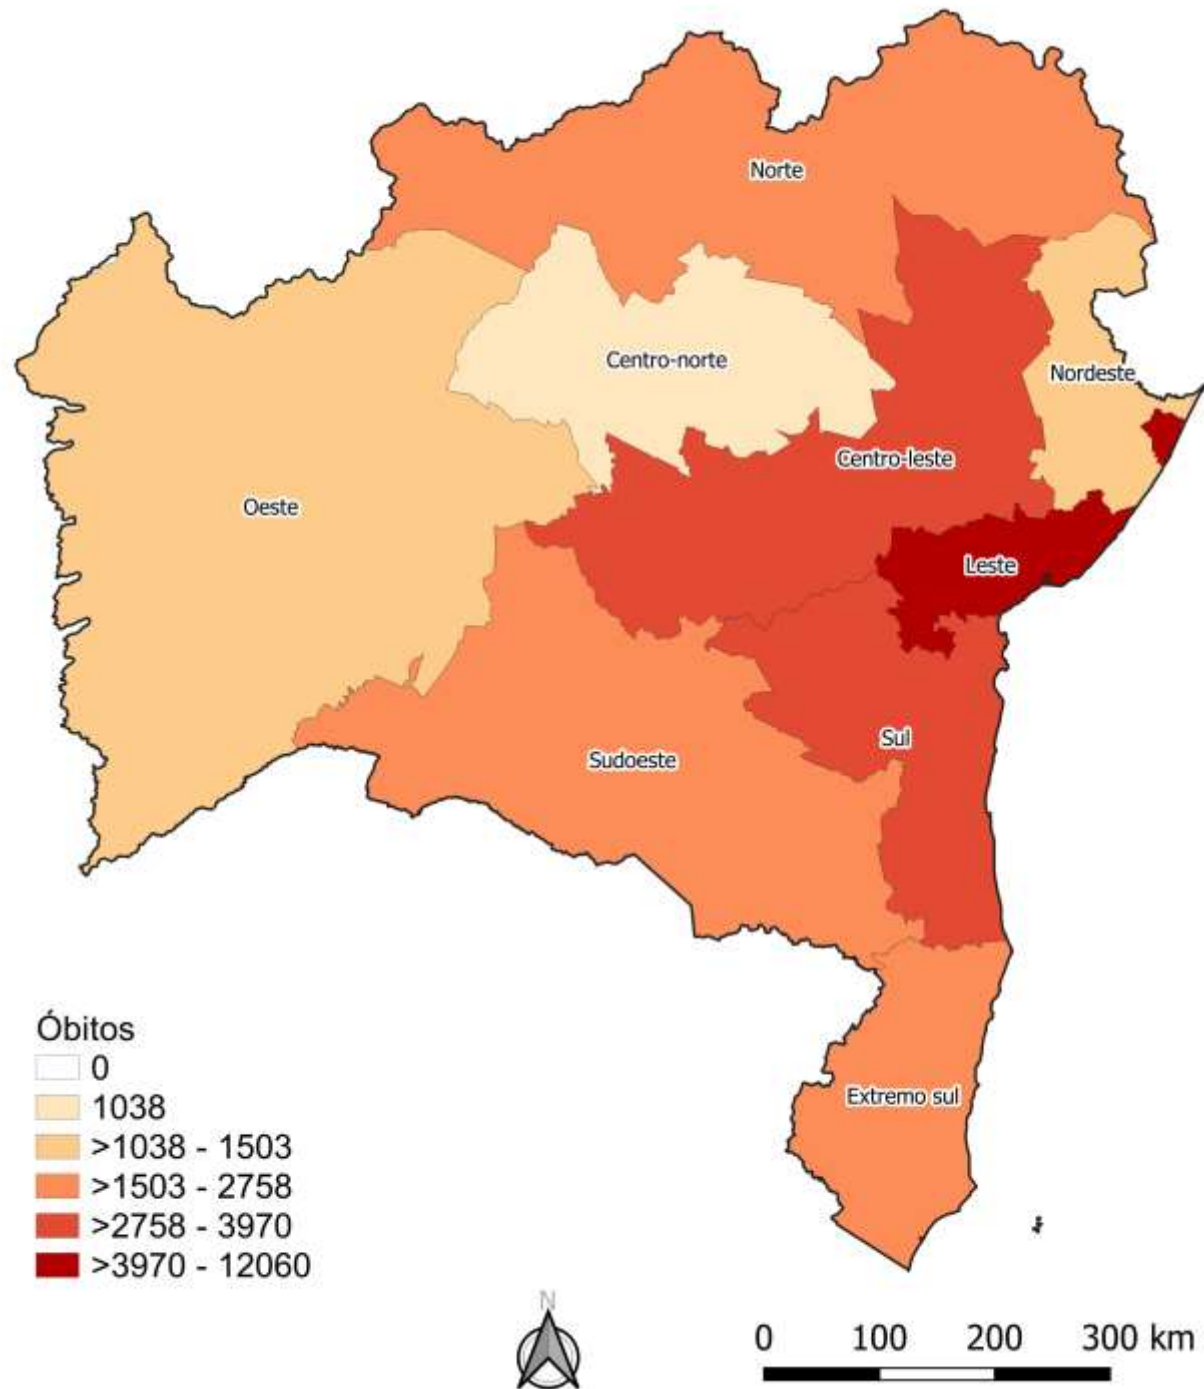 Norte
Centro-norte
Nordeste
Centro-leste
Oeste
Leste
Sul
Sudoeste
Extremo sul
Óbitos
0
1038
>1038 - 1503
>1503 - 2758
>2758 - 3970
>3970 - 12060
N
0 100 200 300 km